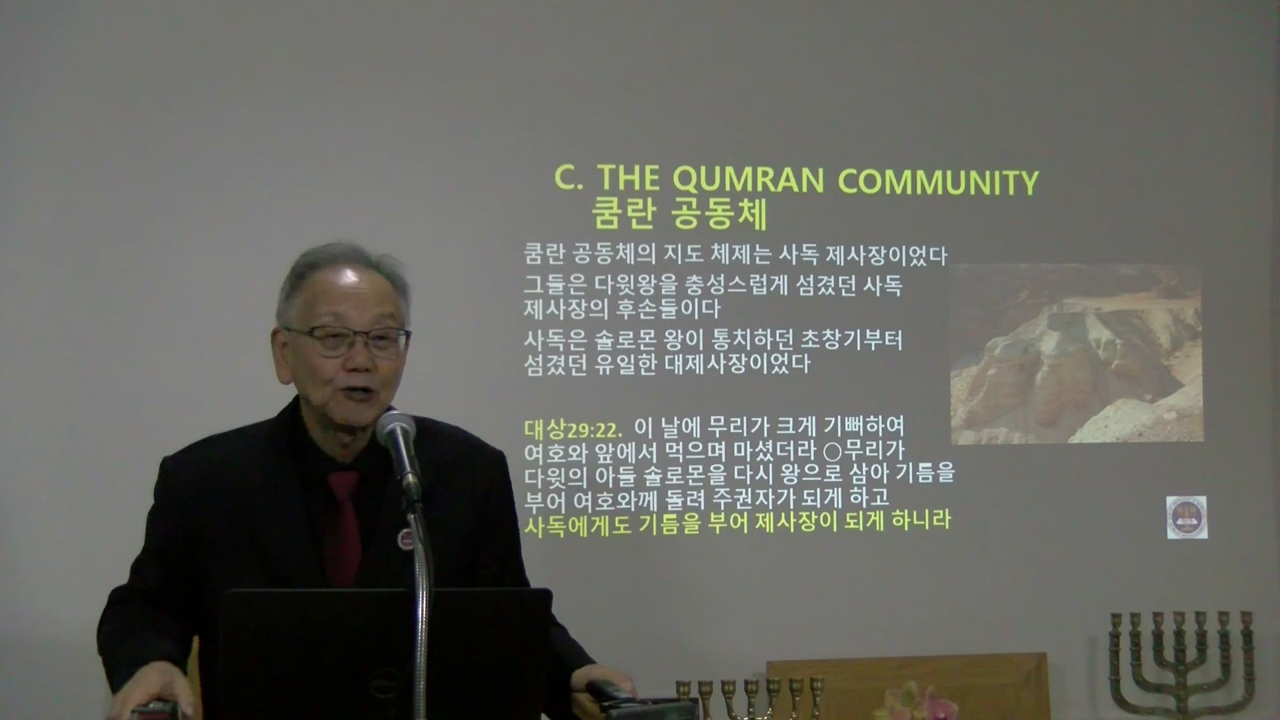 C. THE QUMRAN COMMUNITY
쿰란 공동체
쿰란 공동체의 지도 체제는 사독 제사장이었다
그들은 다윗왕을 충성스럽게 섬겼던 사독
제사장의 후손들이다
사독은 솔로몬 왕이 통치하던 초창기부터
섬겼던 유일한 대제사장이었다
대상29:22. 이 날에 무리가 크게 기뻐하여
여호와 앞에서 먹으며 마셨더라 ○무리가
다윗의 아들 솔로몬을 다시 왕으로 삼아 기름을
부어 여호와께 돌려 주권자가 되게 하고
사독에게도 기름을 부어 제사장이 되게 하니라
DELL